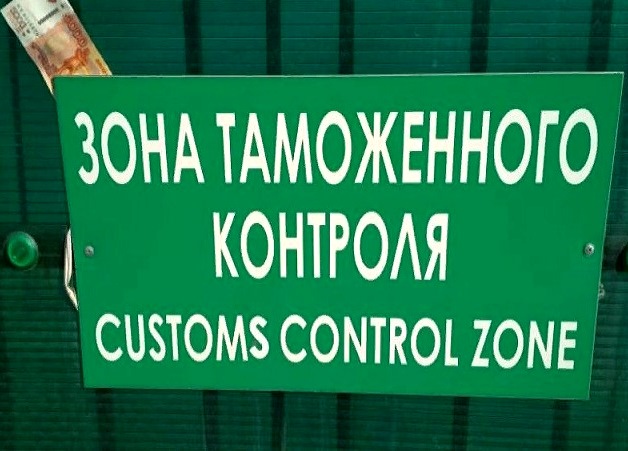 ЗОНА ТАМОЖЕННОГО
КОНТРОЛЯ
CUSTOMS CONTROL ZONE